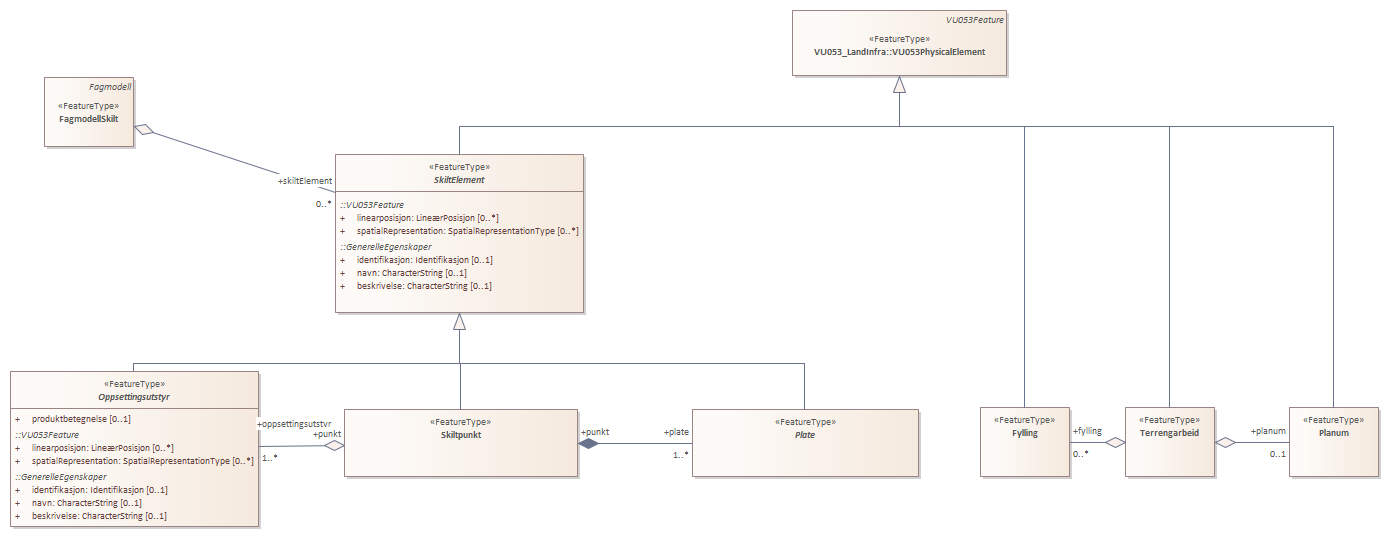 VU053Feature
«FeatureType»
VU053_LandInfra::VU053PhysicalElement
Fagmodell
«FeatureType»
FagmodellSkilt
+skiltElement
0..*
«FeatureType»
SkiltElement
::VU053Feature
+ linearposisjon: LineærPosisjon [0..*]
+ spatialRepresentation: SpatialRepresentationType [0..*]
::GenerelleEgenskaper
+ identifikasjon: Identifikasjon [0..1]
+ navn: CharacterString [0..1]
+ beskrivelse: CharacterString [0..1]
«FeatureType»
Oppsettingsutstyr
+ produktbetegnelse [0..1]
::VU053Feature
+ linearposisjon: LineærPosisjon [0..*]
+ spatialRepresentation: SpatialRepresentationType [0..*]
::GenerelleEgenskaper
+ identifikasjon: Identifikasjon [0..1]
+ navn: CharacterString [0..1]
+ beskrivelse: CharacterString [0..1]
+oppsettingsutstyr
+punkt
1..*
«FeatureType»
Skiltpunkt
+punkt
+plate
1..*
«FeatureType»
Plate
«FeatureType»
Fylling
+fylling
0..*
«FeatureType»
Terrengarbeid
+planum
0..1
«FeatureType»
Planum